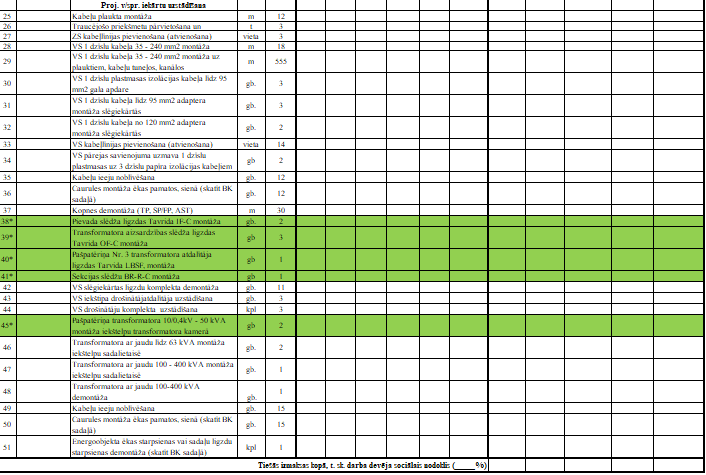 Proj. v/spr. iekārtu uzstādīšana
25 Kabeļu plaukta montāža m 12
26 Traucējošo priekšmetu pārvietošana un t 3
27 ZS kabeļlīnijas pievienošana (atvienošana) vieta 3
28 VS 1 dzīslu kabeļa 35 - 240 mm2 montāža m 18
29 VS 1 dzīslu kabeļa 35 - 240 mm2 montāža uz m 555
plauktiem, kabeļu tuneļos, kanālos
30 VS 1 dzīslu plastmasas izolācijas kabeļa līdz 95 gb. 3
mm2 gala apdare
31 VS 1 dzīslu kabeļa līdz 95 mm2 adaptera gb. 3
montāža slēgiekārtās
32 VS 1 dzīslu kabeļa no 120 mm2 adaptera gb. 2
montāža slēgiekārtās
33 VS kabeļlīnijas pievienošana (atvienošana) vieta 14
34 VS pārejas savienojuma uzmava 1 dzīslu gb 2
plastmasas uz 3 dzīslu papīra izolācijas kabeļiem
35 Kabeļu ieeju noblīvēšana gb. 12
36 Caurules montāža ēkas pamatos, sienā (skatīt BK gb. 12
sadaļā)
37 Kopnes demontāža (TP, SP/FP, AST) m 30
38* Pievada slēdža ligzdas Tavrida IF-C montāža gb. 2
39* Transformatora aizsardzības slēdža ligzdas gb 3
Tavrida OF-C montāža
40* Pašpatēriņa Nr. 3 transformatora atdalītāja gb 1
ligzdas Tarvida LBSF, montāža
41* Sekcijas slēdžu BR-R-C montāža gb 1
42 VS slēgiekārtas ligzdu komplekta demontāža gb. 11
43 VS iekštipa drošinātājatdalītāja uzstādīšana gb. 3
44 VS drošinātāju komplekta uzstādīšana kpl 3
45* Pašpatēriņa transformatora 10/0.4kV - 50 kVA gb 2
montāža iekštelpu transformatora kamerā
46 Transformatora ar jaudu līdz 63 kVA montāža gb. 2
iekštelpu sadalietaisē
47 Transformatora ar jaudu 100 - 400 kVA montāža gb. 1
iekštelpu sadalietaisē
48 Transformatora ar jaudu 100-400 kVA gb. 1
demontāža
49 Kabeļu ieeju noblīvēšana gb. 15
50 Caurules montāža ēkas pamatos, sienā (skatīt BK gb. 15
sadaļā)
51 Energoobjekta ēkas starpsienas vai sadaļu ligzdu kpl 1
starpsienas demontāža (skatīt BK sadaļā)
Tiešās izmaksas kopā, t. sk. darba devēja sociālais nodoklis (_____%)